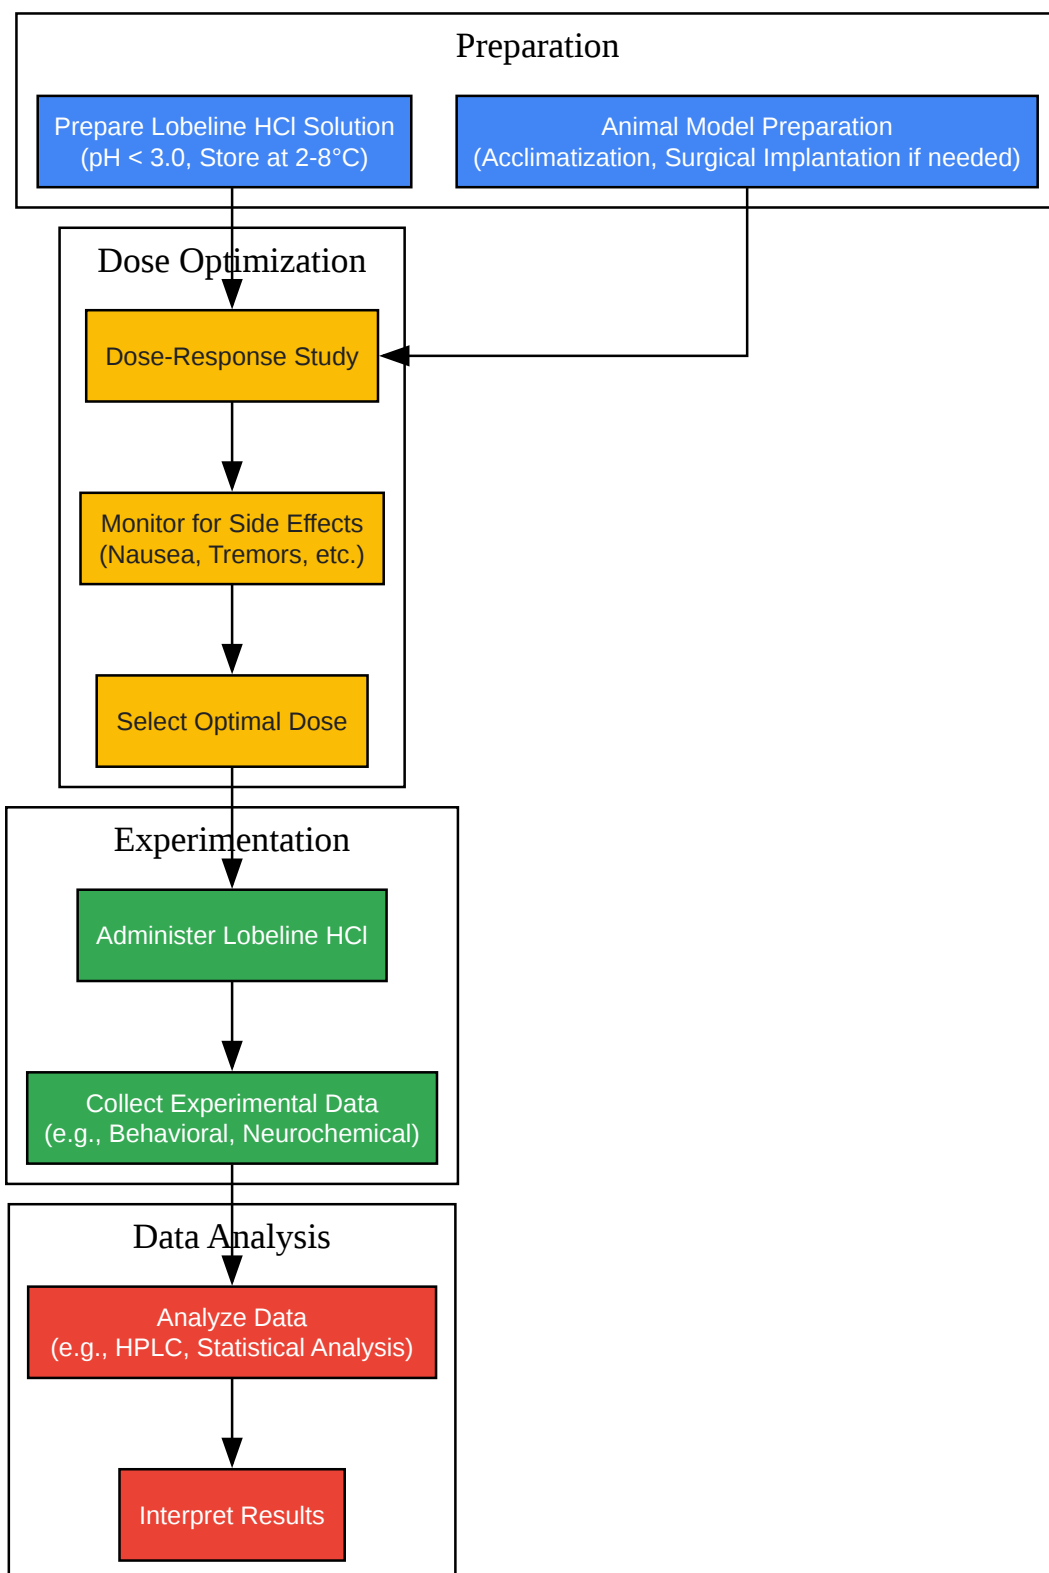 Preparation
Prepare Lobeline HCl Solution
(pH < 3.0, Store at 2-8°C)
Animal Model Preparation
(Acclimatization, Surgical Implantation if needed)
Dose Optimization
Dose-Response Study
Monitor for Side Effects
(Nausea, Tremors, etc.)
Select Optimal Dose
Experimentation
Administer Lobeline HCl
Collect Experimental Data
(e.g., Behavioral, Neurochemical)
Data Analysis
Analyze Data
(e.g., HPLC, Statistical Analysis)
Interpret Results